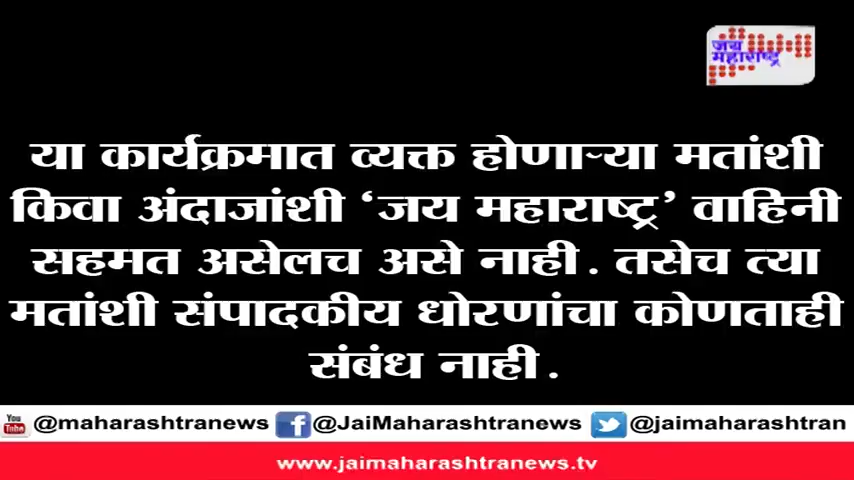 जय
महाराष्ट्र
या कार्यक्रमात व्यक्त होणाऱ्या मतांशी
किंवा अंदाजांशी ‘जय महाराष्ट्र’ वाहिनी
सहमत असेलच असे नाही. तसेच त्या
मतांशी संपादकीय धोरणांचा कोणताही
संबंध नाही.
You Tube @maharashtranews f @JaiMaharashtranews @jaimaharashtran
www.jaimaharashtranews.tv